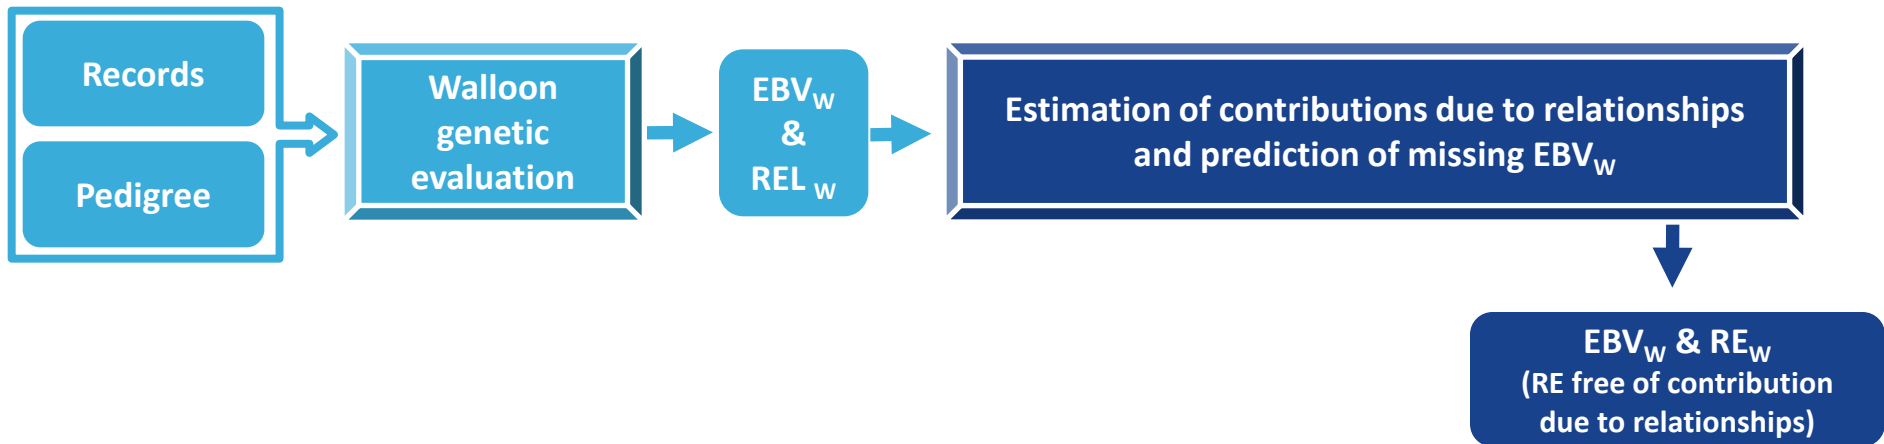 Records
Pedigree
Walloon
genetic
evaluation
EBVW
&
REL W
Estimation of contributions due to relationships
and prediction of missing EBVW
EBVW & REW
(RE free of contribution
due to relationships)